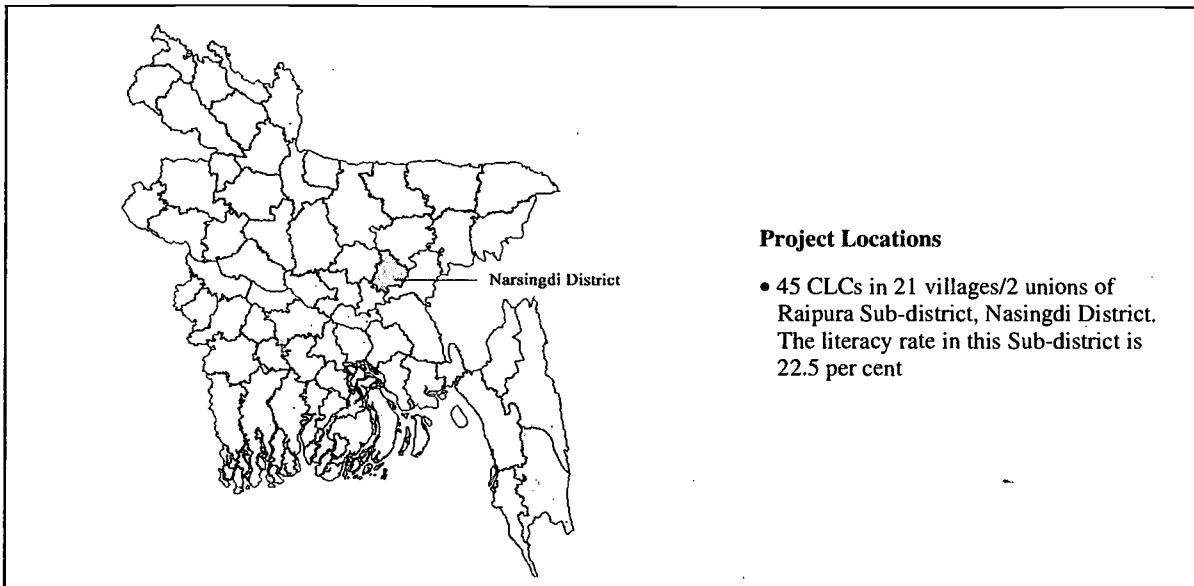 Narsingdi District
Project Locations
• 45 CLCs in 21 villages/2 unions of
Raipura Sub-district, Nasingdi District.
The literacy rate in this Sub-district is
22.5 per cent